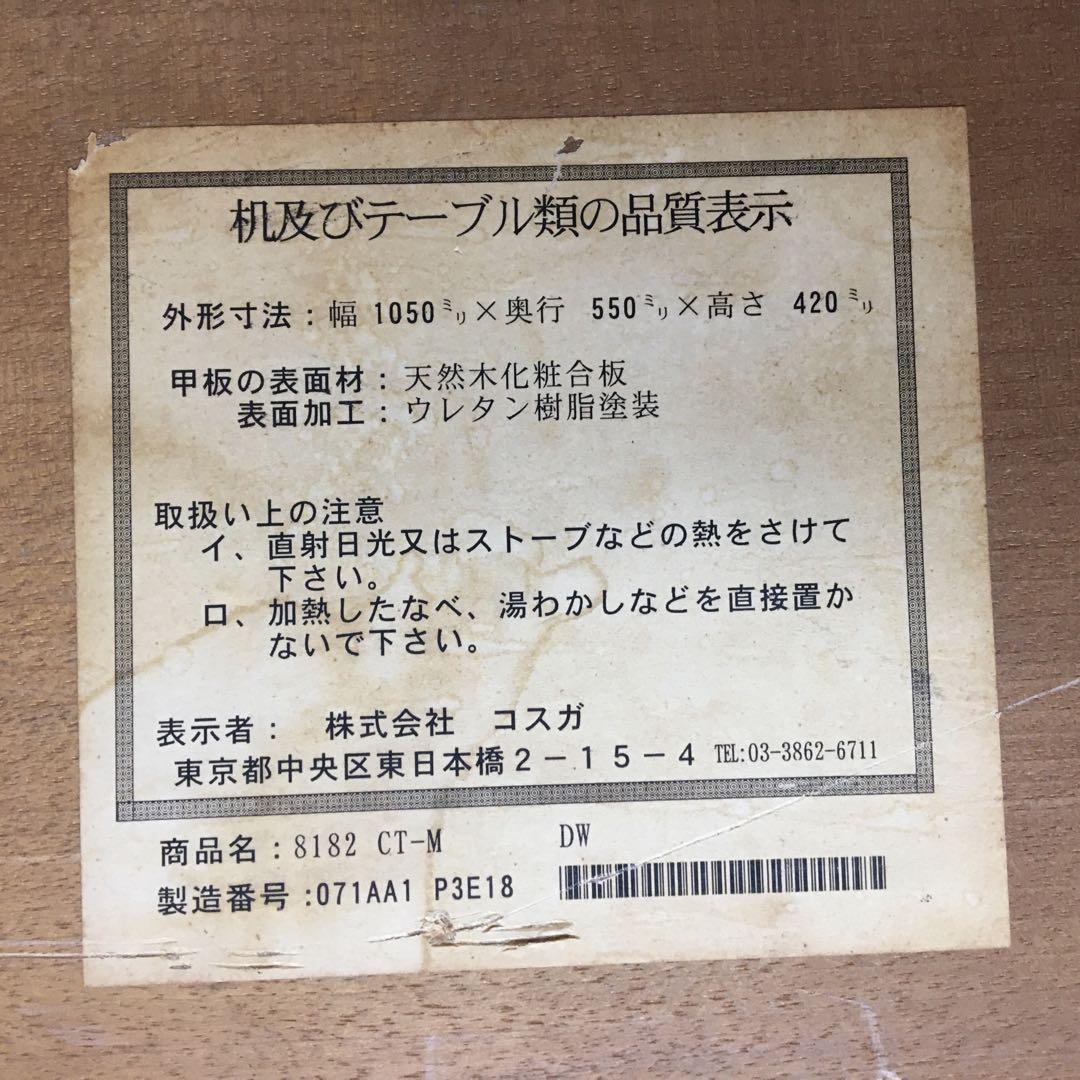 机及びテーブル類の品質表示
外形寸法：幅 1050㍉×奥行 550㍉×高さ 420㍉
甲板の表面材：天然木化粧合板
表面加工：ウレタン樹脂塗装
取扱い上の注意
イ、直射日光又はストーブなどの熱をさけて
下さい。
ロ、加熱したなべ、湯わかしなどを直接置か
ないで下さい。
表示者： 株式会社 コスガ
東京都中央区東日本橋２－１５－４ TEL:03-3862-6711
商品名：8182 CT-M DW
製造番号：071AA1 P3E18